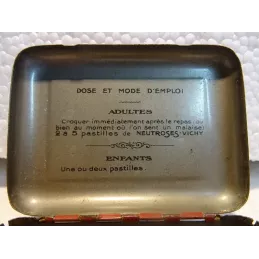 DOSE ET MODE D'EMPLOI
ADULTES
Croquer immédiatement après le repas ou
bien au moment où l'on sent un malaise:
2 à 5 pastilles de NEUTROSES-VICHY
ENFANTS
Une ou deux pastilles.